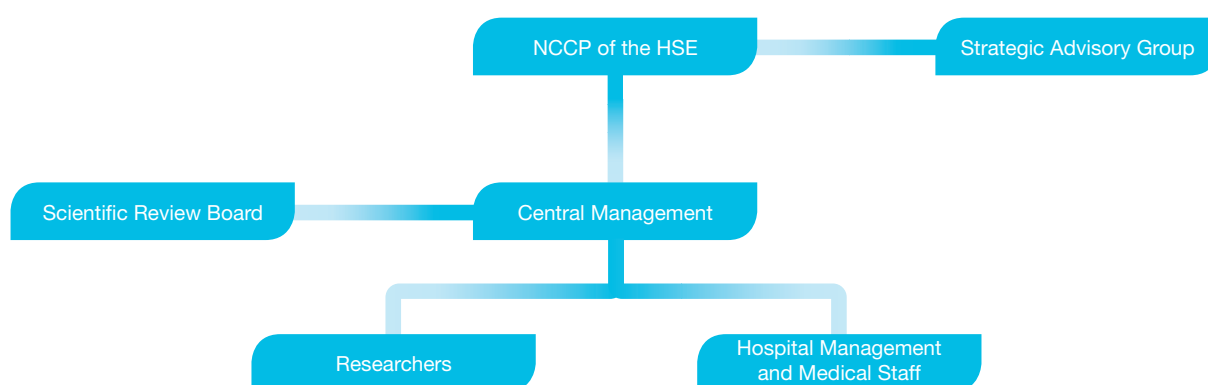 NCCP of the HSE
Strategic Advisory Group
Scientific Review Board
Central Management
Researchers
Hospital Management
and Medical Staff